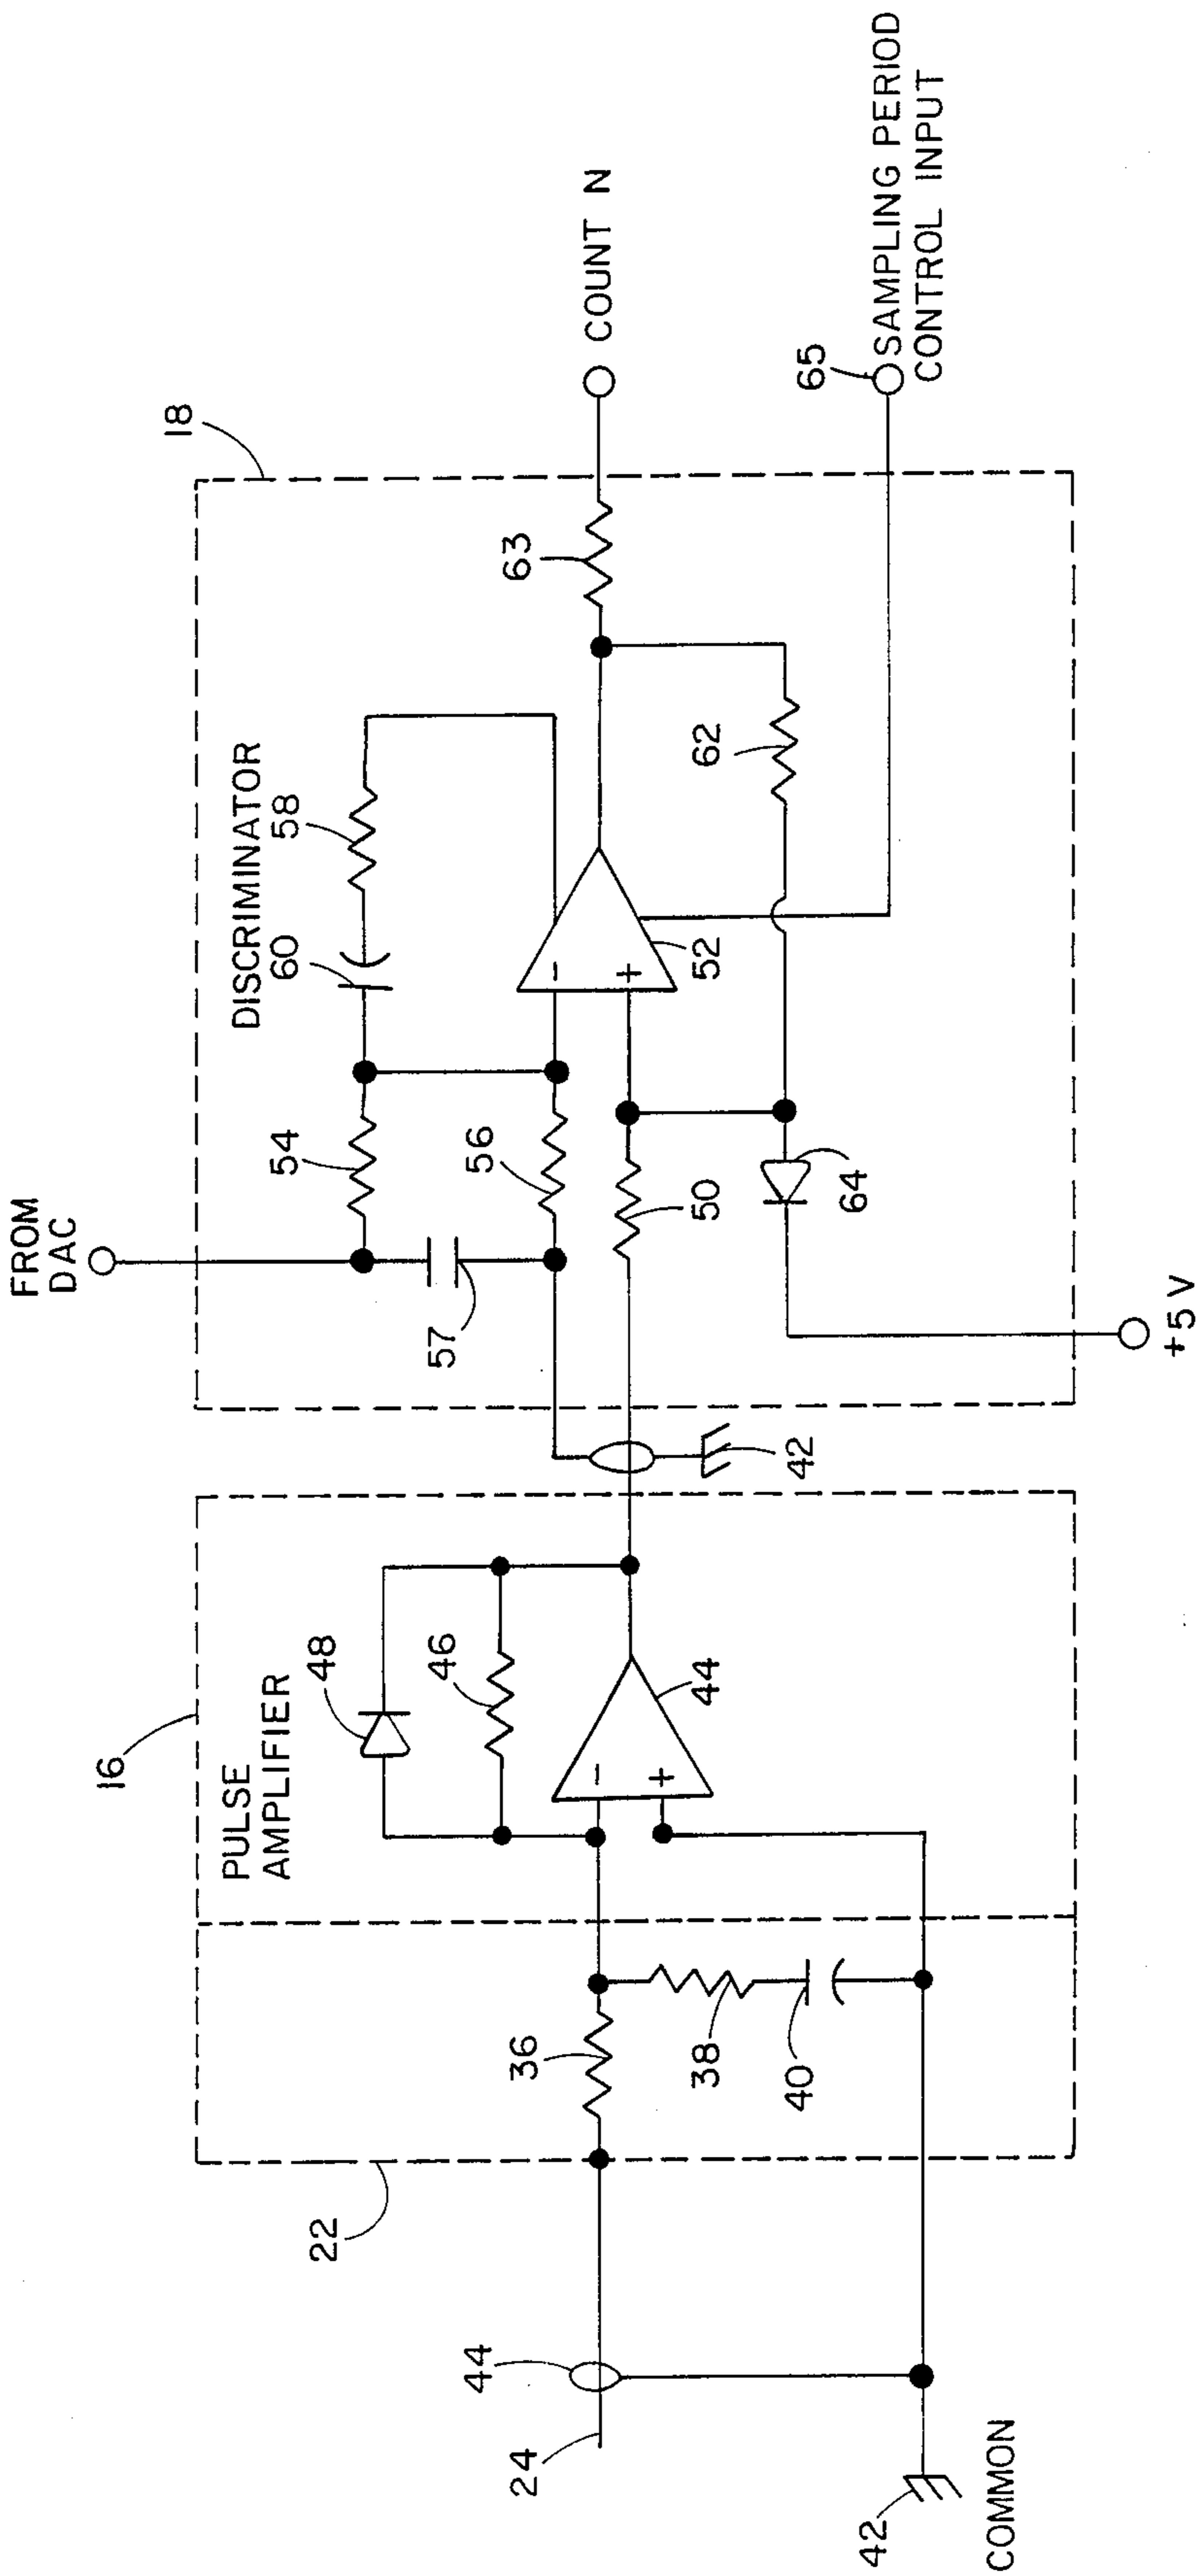 FROM
DAC
18
DISCRIMINATOR
54
60
58
57
56
-
+
52
50
64
62
63
COUNT N
65
SAMPLING PERIOD
CONTROL INPUT
+5 V
42
16
PULSE
AMPLIFIER
48
46
-
+
44
22
36
38
40
44
24
42
COMMON